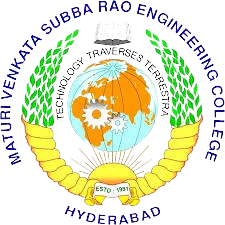 MATURI VENKATA SUBBA RAO ENGINEERING COLLEGE
TECHNOLOGY TRAVERSES TERRESTRA
ESTD : 1981
HYDERABAD